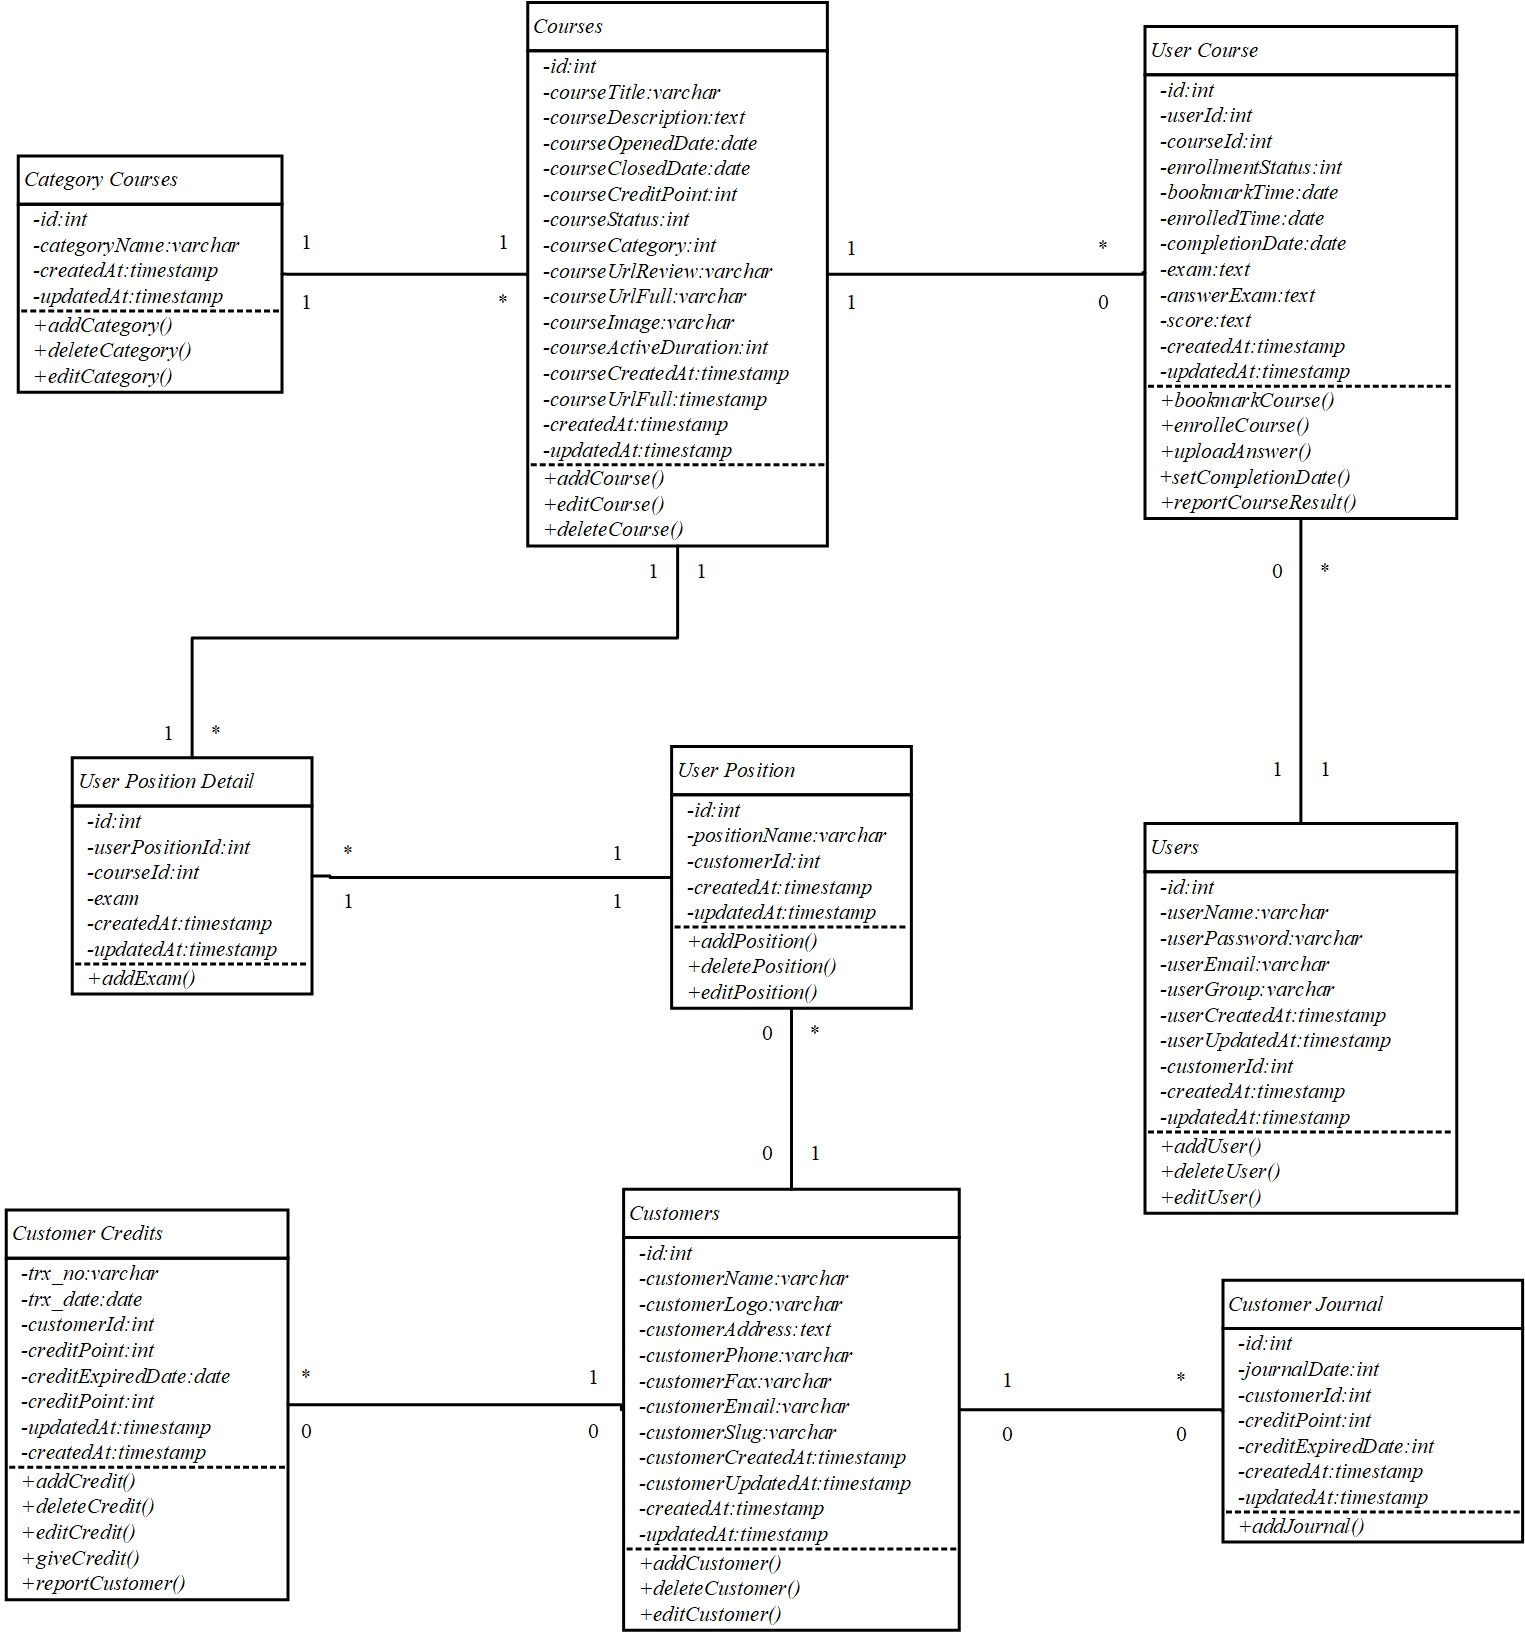 Courses
-id:int
-courseTitle:varchar
-courseDescription:text
-courseOpenedDate:date
-courseClosedDate:date
-courseCreditPoint:int
-courseStatus:int
-courseCategory:int
-courseUrlReview:varchar
-courseUrlFull:varchar
-courseImage:varchar
-courseActiveDuration:int
-courseCreatedAt:timestamp
-courseUrlFull:timestamp
-createdAt:timestamp
-updatedAt:timestamp
+addCourse()
+editCourse()
+deleteCourse()
User Course
-id:int
-userId:int
-courseId:int
-enrollmentStatus:int
-bookmarkTime:date
-enrolledTime:date
-completionDate:date
-exam:text
-answerExam:text
-score:text
-createdAt:timestamp
-updatedAt:timestamp
+bookmarkCourse()
+enrolleCourse()
+uploadAnswer()
+setCompletionDate()
+reportCourseResult()
Category Courses
-id:int
-categoryName:varchar
-createdAt:timestamp
-updatedAt:timestamp
+addCategory()
+deleteCategory()
+editCategory()
1 1
1 *
1 *
1 0
1 1
1 *
0 *
1 1
User Position Detail
-id:int
-userPositionId:int
-courseId:int
-exam
-createdAt:timestamp
-updatedAt:timestamp
+addExam()
* 1
1 1
User Position
-id:int
-positionName:varchar
-customerId:int
-createdAt:timestamp
-updatedAt:timestamp
+addPosition()
+deletePosition()
+editPosition()
0 *
0 1
Users
-id:int
-userName:varchar
-userPassword:varchar
-userEmail:varchar
-userGroup:varchar
-userCreatedAt:timestamp
-userUpdatedAt:timestamp
-customerId:int
-createdAt:timestamp
-updatedAt:timestamp
+addUser()
+deleteUser()
+editUser()
Customer Credits
-trx_no:varchar
-trx_date:date
-customerId:int
-creditPoint:int
-creditExpiredDate:date
-creditPoint:int
-updatedAt:timestamp
-createdAt:timestamp
+addCredit()
+deleteCredit()
+editCredit()
+giveCredit()
+reportCustomer()
* 1
0 0
Customers
-id:int
-customerName:varchar
-customerLogo:varchar
-customerAddress:text
-customerPhone:varchar
-customerFax:varchar
-customerEmail:varchar
-customerSlug:varchar
-customerCreatedAt:timestamp
-customerUpdatedAt:timestamp
-createdAt:timestamp
-updatedAt:timestamp
+addCustomer()
+deleteCustomer()
+editCustomer()
1 *
0 0
Customer Journal
-id:int
-journalDate:int
-customerId:int
-creditPoint:int
-creditExpiredDate:int
-createdAt:timestamp
-updatedAt:timestamp
+addJournal()